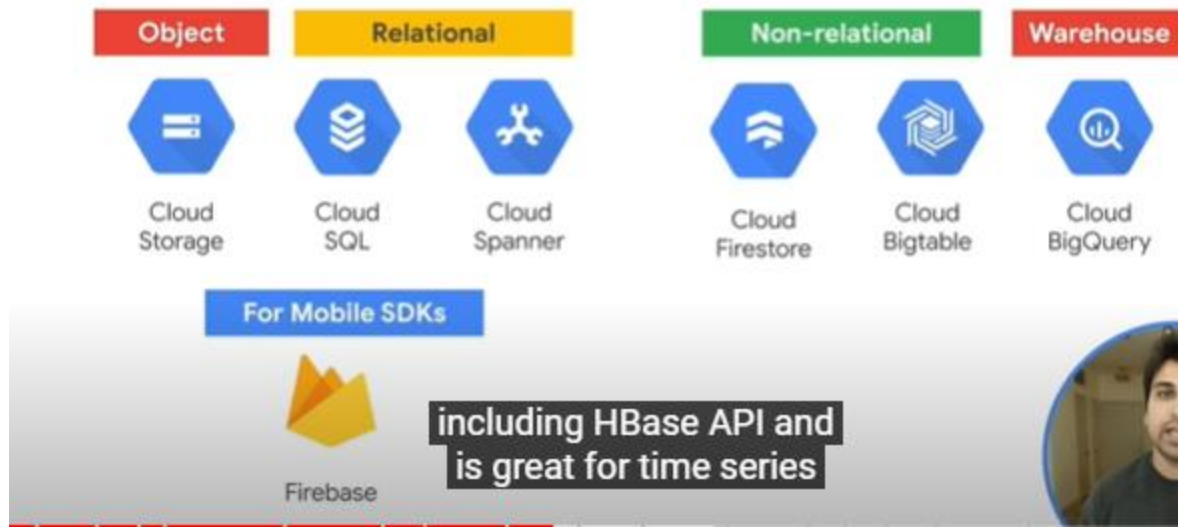 Object
Relational
Non-relational
Warehouse
Cloud
Storage
Cloud
SQL
Cloud
Spanner
Cloud
Firestore
Cloud
Bigtable
Cloud
BigQuery
For Mobile SDKs
Firebase
including HBase API and
is great for time series